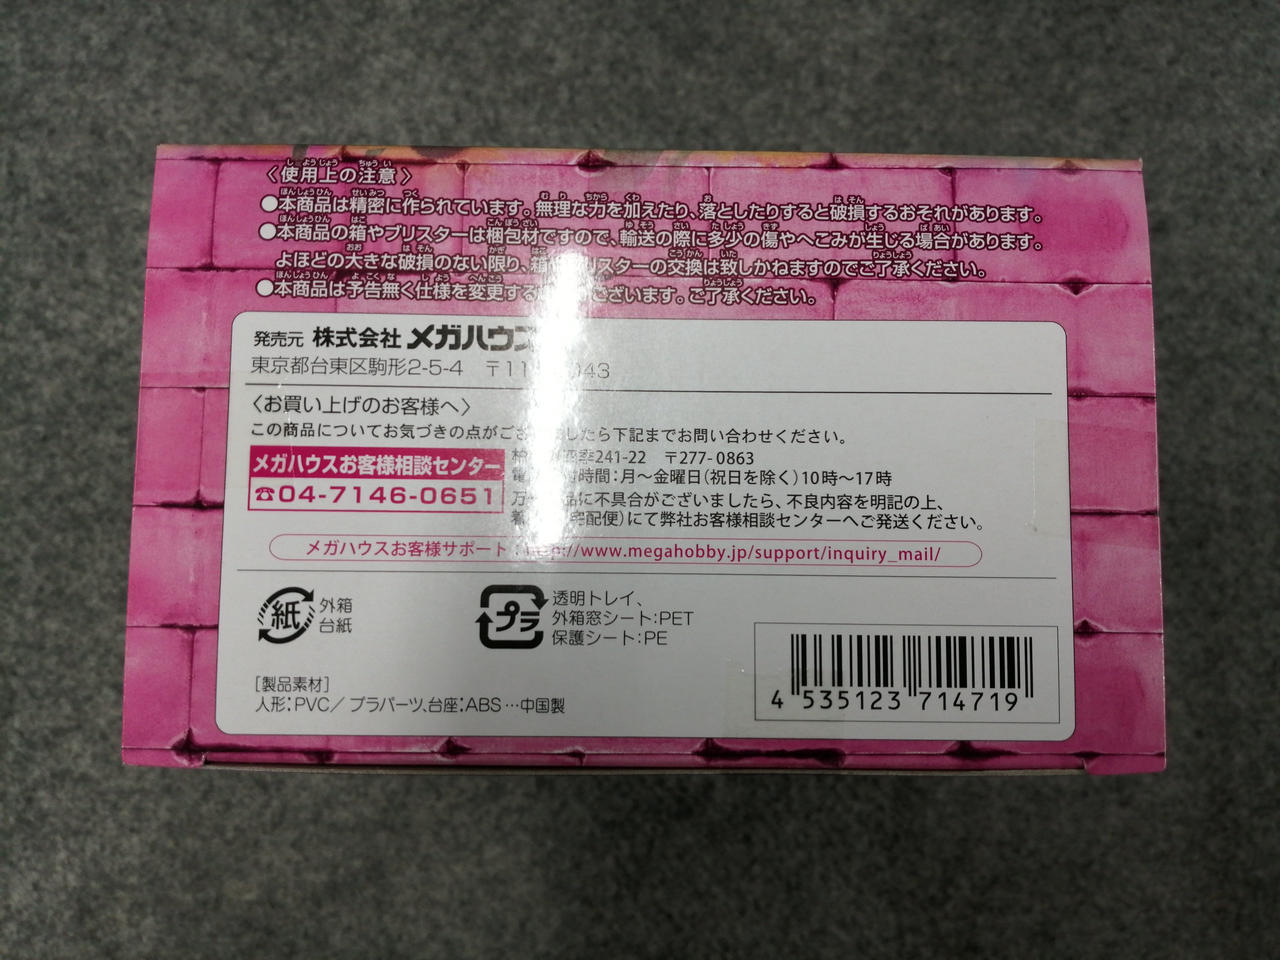 〈使用上の注意〉
●本商品は精密に作られています。無理な力を加えたり、落としたりすると破損するおそれがあります。
●本商品の箱やブリスターは梱包材ですので、輸送の際に多少の傷やへこみが生じる場合があります。
よほどの大きな破損のない限り、箱 リスターの交換は致しかねますのでご了承ください。
●本商品は予告無く仕様を変更する ございます。ご了承ください。
発売元 株式会社 メガハウス
東京都台東区駒形2-5-4 〒11 043
〈お買い上げのお客様へ〉
この商品についてお気づきの点がござ したら下記までお問い合わせください。
メガハウスお客様相談センター
☎04-7146-0651
241-22 〒277-0863
時間:月〜金曜日(祝日を除く)10時〜17時
品に不具合がございましたら、不良内容を明記の上、
宅配便)にて弊社お客様相談センターへご発送ください。
メガハウスお客様サポート:http://www.megahobby.jp/support/inquiry_mail/
紙 外箱
台紙
プラ 透明トレイ、
外箱窓シート:PET
保護シート:PE
[製品素材]
人形:PVC/プラパーツ、台座:ABS…中国製
4 535123 714719